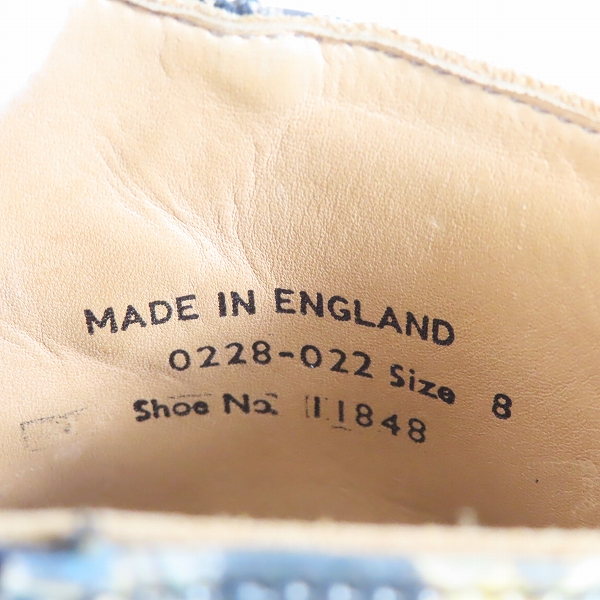 MADE IN ENGLAND
0228-022 Size 8
Shoe No. 11848